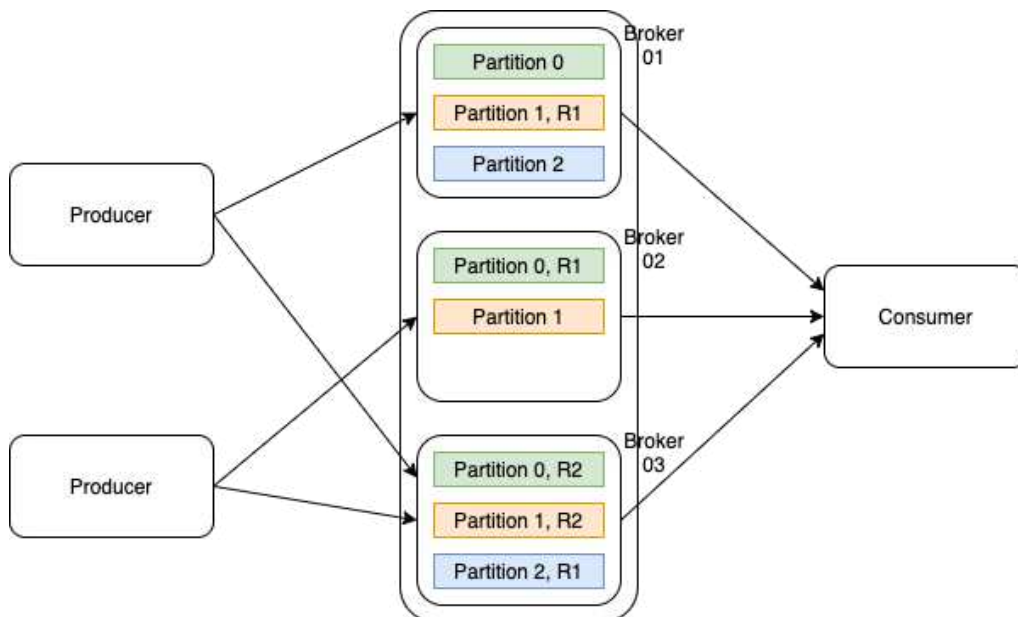 Broker
01
Partition 0
Partition 1, R1
Partition 2
Producer
Broker
02
Partition 0, R1
Partition 1
Consumer
Broker
03
Partition 0, R2
Producer
Partition 1, R2
Partition 2, R1